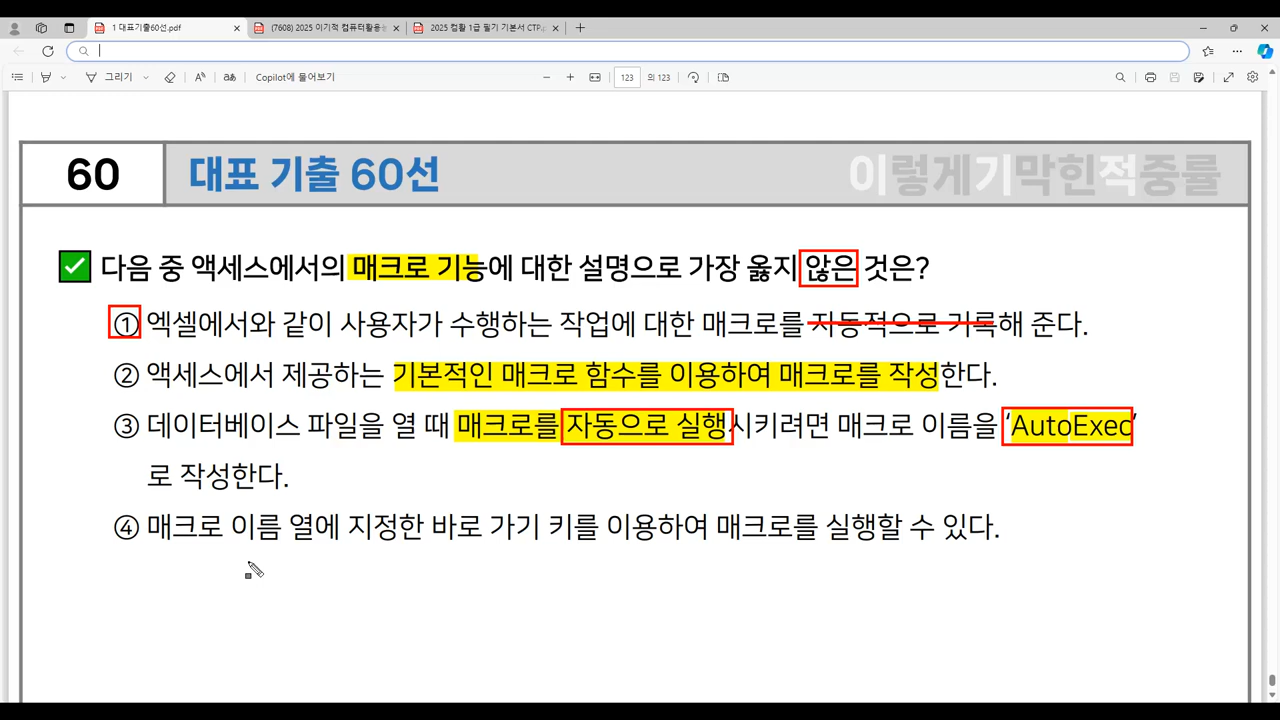 1 대표기출60선.pdf
(7608) 2025 이기적 컴퓨터활용능
2025 컴활 1급 필기 기본서 CTP.
그리기
Copilot에 물어보기
123
의 123
60
대표 기출 60선
이렇게기막힌적중률
다음 중 액세스에서의 매크로 기능에 대한 설명으로 가장 옳지 않은 것은?
① 엑셀에서와 같이 사용자가 수행하는 작업에 대한 매크로를 자동적으로 기록해 준다.
② 액세스에서 제공하는 기본적인 매크로 함수를 이용하여 매크로를 작성한다.
③ 데이터베이스 파일을 열 때 매크로를 자동으로 실행시키려면 매크로 이름을 ‘AutoExec’
로 작성한다.
④ 매크로 이름 열에 지정한 바로 가기 키를 이용하여 매크로를 실행할 수 있다.